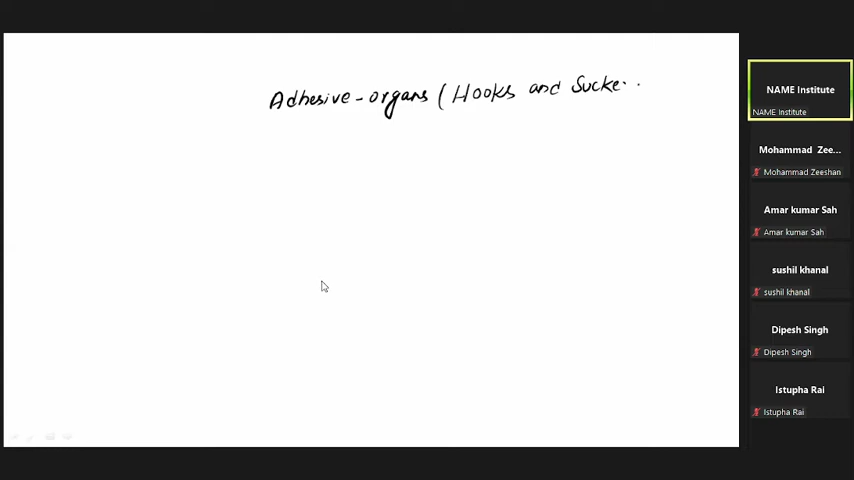 Adhesive-organs (Hooks and Sucke..
NAME Institute
NAME Institute
Mohammad Zee...
Mohammad Zeeshan
Amar kumar Sah
Amar kumar Sah
sushil khanal
sushil khanal
Dipesh Singh
Dipesh Singh
Istupha Rai
Istupha Rai